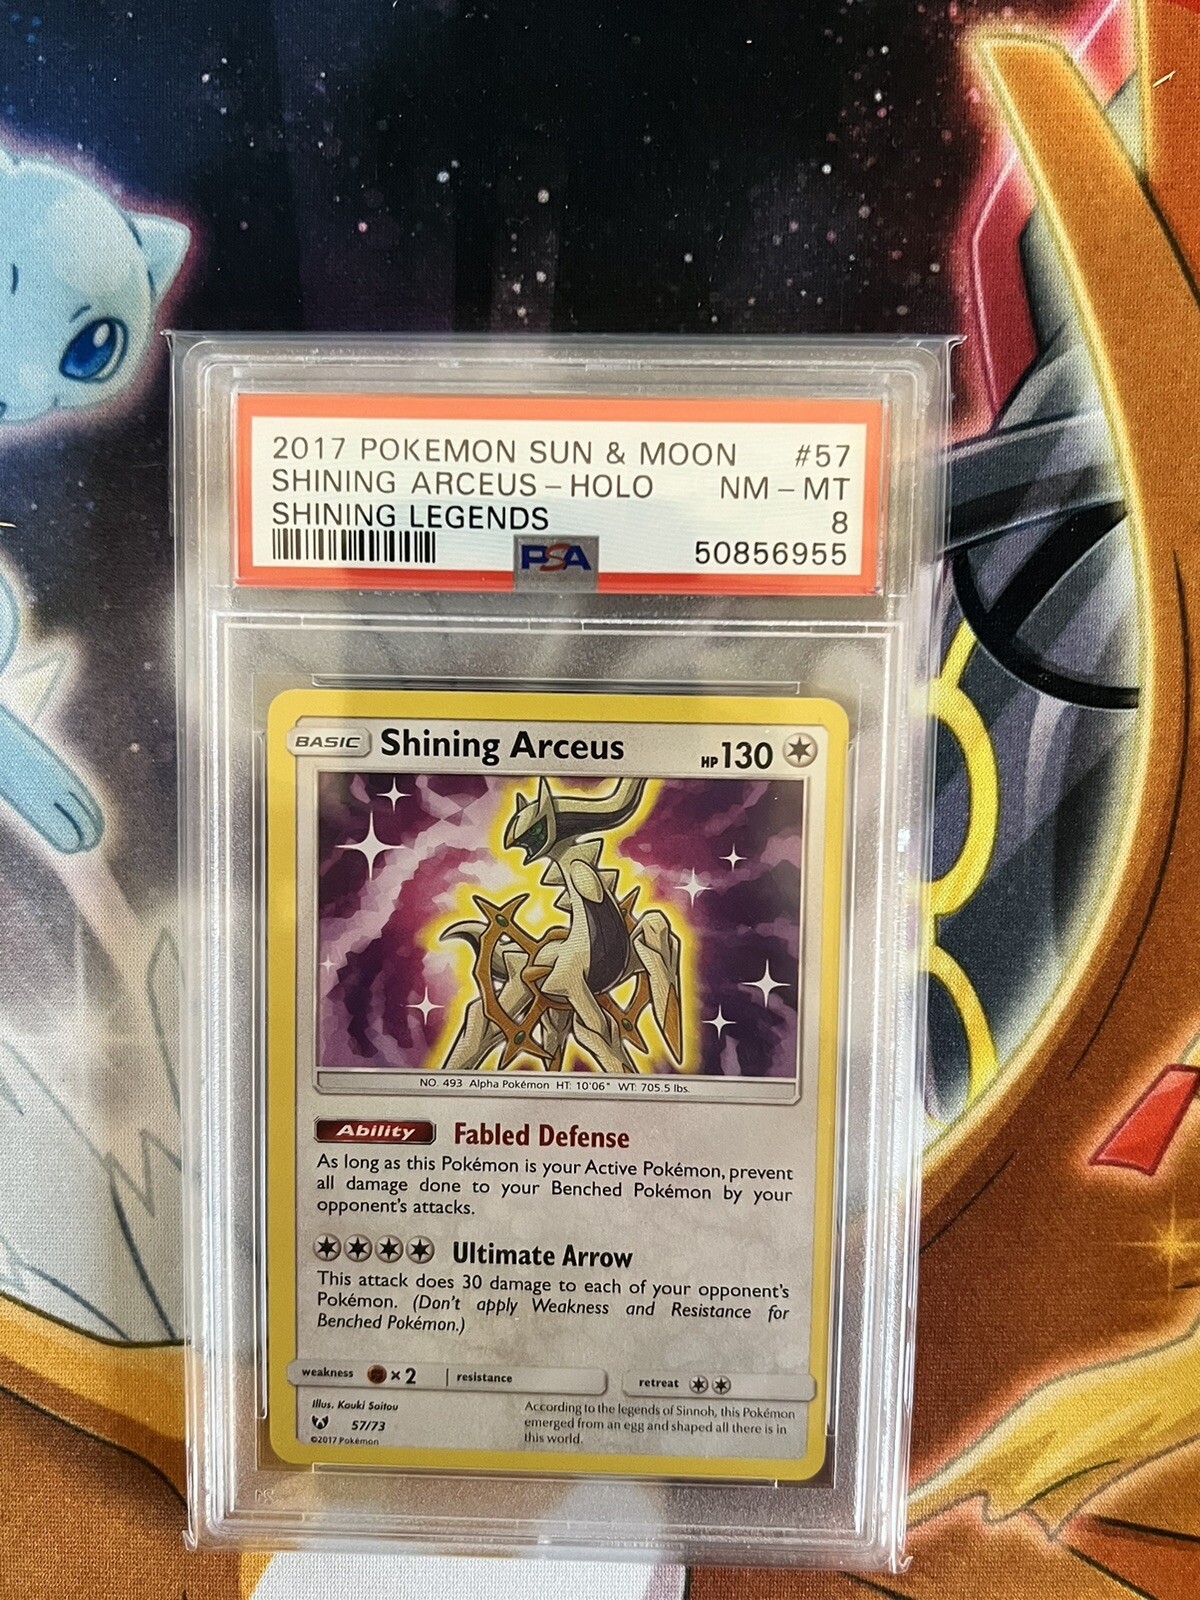 2017 POKEMON SUN & MOON #57
SHINING ARCEUS - HOLO NM - MT
SHINING LEGENDS 8
PSA 50856955
BASIC Shining Arceus HP 130
NO. 493 Alpha Pokémon HT: 10'06" WT: 705.5 lbs.
Ability Fabled Defense
As long as this Pokémon is your Active Pokémon, prevent
all damage done to your Benched Pokémon by your
opponent's attacks.
Ultimate Arrow
This attack does 30 damage to each of your opponent's
Pokémon. (Don't apply Weakness and Resistance for
Benched Pokémon.)
weakness ×2 resistance retreat
Illus. Kouki Saitou
57/73
©2017 Pokémon
According to the legends of Sinnoh, this Pokémon
emerged from an egg and shaped all there is in
this world.